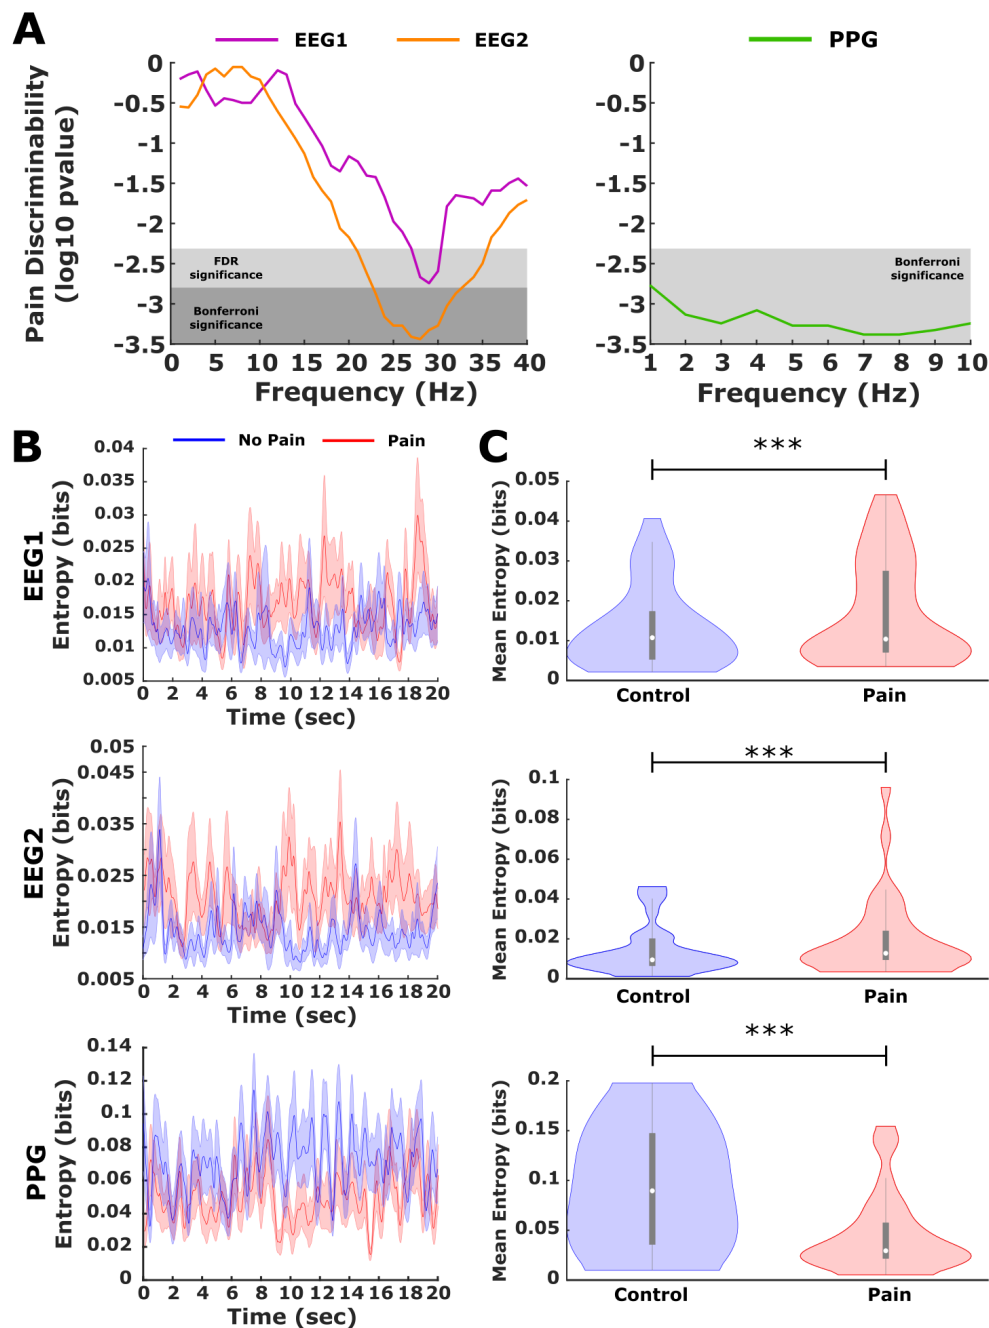 A
EEG1 EEG2 PPG
Pain Discriminability
(log10 pvalue)
0
-0.5
-1
-1.5
-2
-2.5
-3
-3.5
FDR
significance
Bonferroni
significance
0 5 10 15 20 25 30 35 40
Frequency (Hz)
0
-0.5
-1
-1.5
-2
-2.5
-3
-3.5
Bonferroni
significance
1 2 3 4 5 6 7 8 9 10
Frequency (Hz)
B
No Pain Pain
EEG1
Entropy (bits)
0.04
0.035
0.03
0.025
0.02
0.015
0.01
0.005
0 2 4 6 8 10 12 14 16 18 20
Time (sec)
EEG2
Entropy (bits)
0.05
0.045
0.035
0.025
0.015
0.005
0 2 4 6 8 10 12 14 16 18 20
Time (sec)
PPG
Entropy (bits)
0.14
0.12
0.1
0.08
0.06
0.04
0.02
0
0 2 4 6 8 10 12 14 16 18 20
Time (sec)
C
***
Mean Entropy (bits)
0.05
0.04
0.03
0.02
0.01
0
Control Pain
***
Mean Entropy (bits)
0.1
0.08
0.06
0.04
0.02
0
Control Pain
***
Mean Entropy (bits)
0.2
0.15
0.1
0.05
0
Control Pain